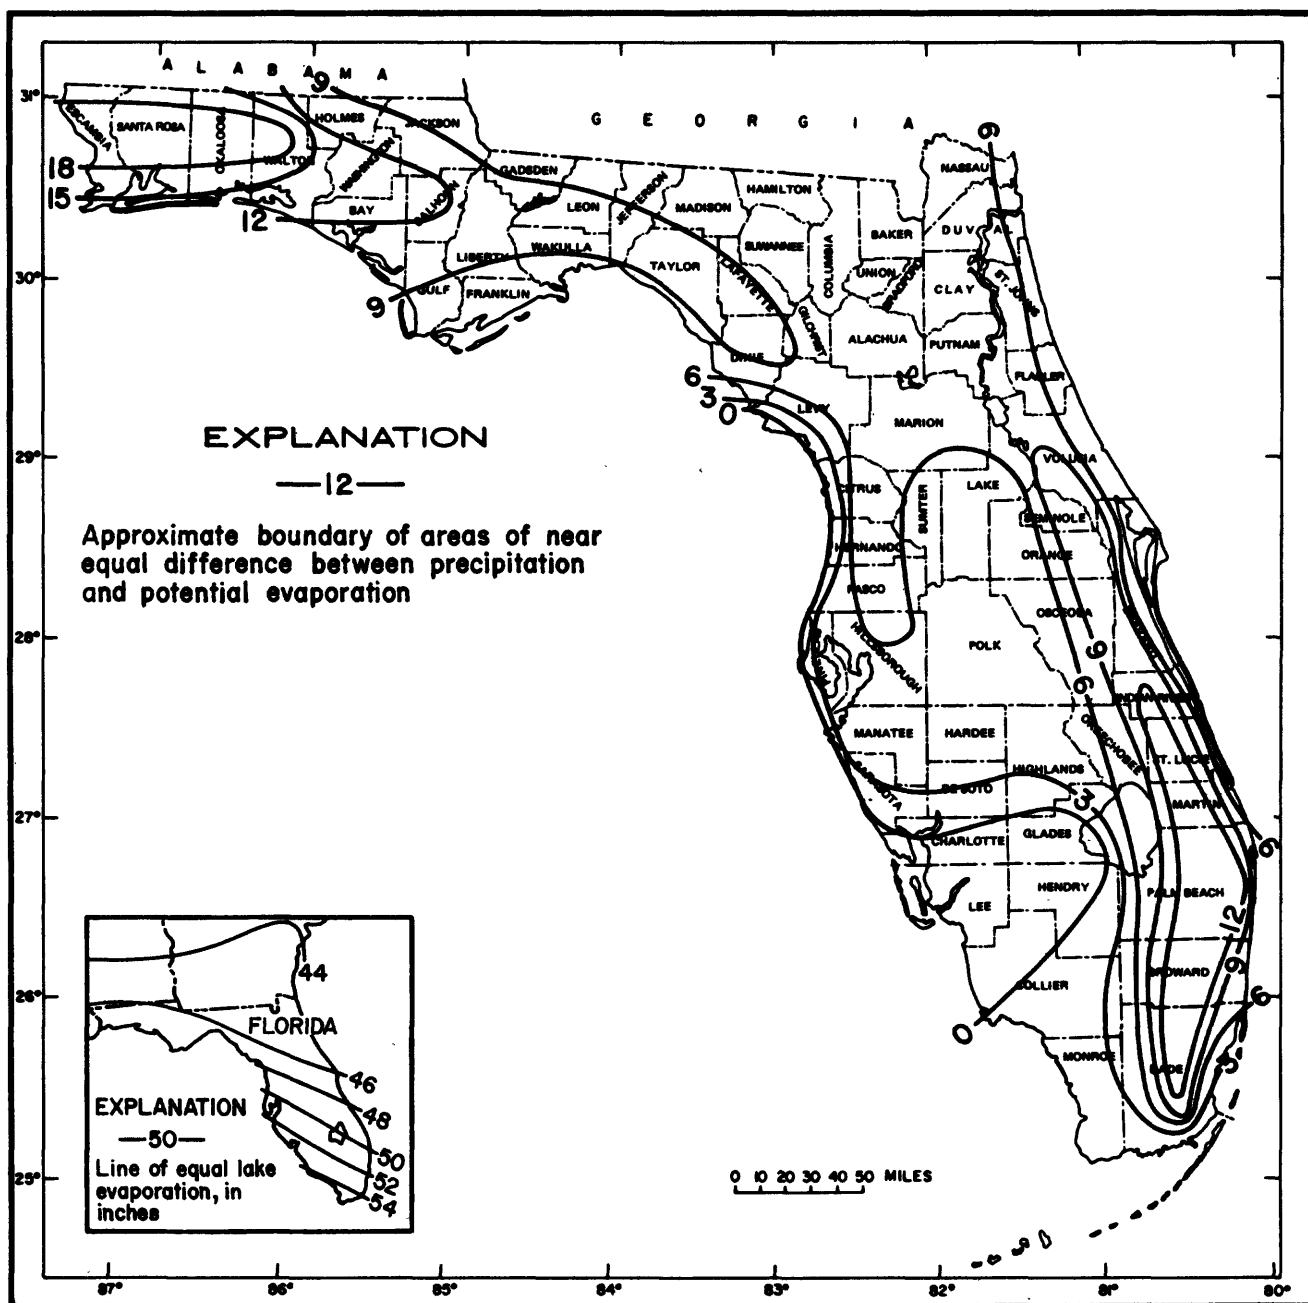 A L A B A M A
G E O R G I A
31°
30°
29°
28°
27°
26°
25°
87°
86°
85°
84°
83°
82°
81°
80°
ESCAMBIA
SANTA ROSA
OKALOOSA
WALTON
HOLMES
JACKSON
WASHINGTON
BAY
CALHOUN
GADSDEN
LEON
JEFFERSON
MADISON
HAMILTON
LIBERTY
WAKULLA
TAYLOR
GULF
FRANKLIN
SUWANNEE
LAFAYETTE
COLUMBIA
BAKER
NASSAU
DUVAL
UNION
BRADFORD
CLAY
ST. JOHNS
GILCHRIST
ALACHUA
PUTNAM
DIXIE
FLAGLER
LEVY
MARION
VOLUSIA
CITRUS
SUMTER
LAKE
SEMINOLE
HERNANDO
ORANGE
PASCO
OSCEOLA
HILLSBOROUGH
POLK
BREVARD
INDIAN RIVER
MANATEE
HARDEE
OKEECHOBEE
ST. LUCIE
SARASOTA
DE SOTO
HIGHLANDS
MARTIN
CHARLOTTE
GLADES
LEE
HENDRY
PALM BEACH
COLLIER
BROWARD
MONROE
DADE
18
15
12
9
9
6
3
0
6
9
6
3
0
6
12
9
6
3
EXPLANATION
—12—
Approximate boundary of areas of near
equal difference between precipitation
and potential evaporation
0 10 20 30 40 50 MILES
44
FLORIDA
46
48
50
52
54
EXPLANATION
—50—
Line of equal lake
evaporation, in
inches